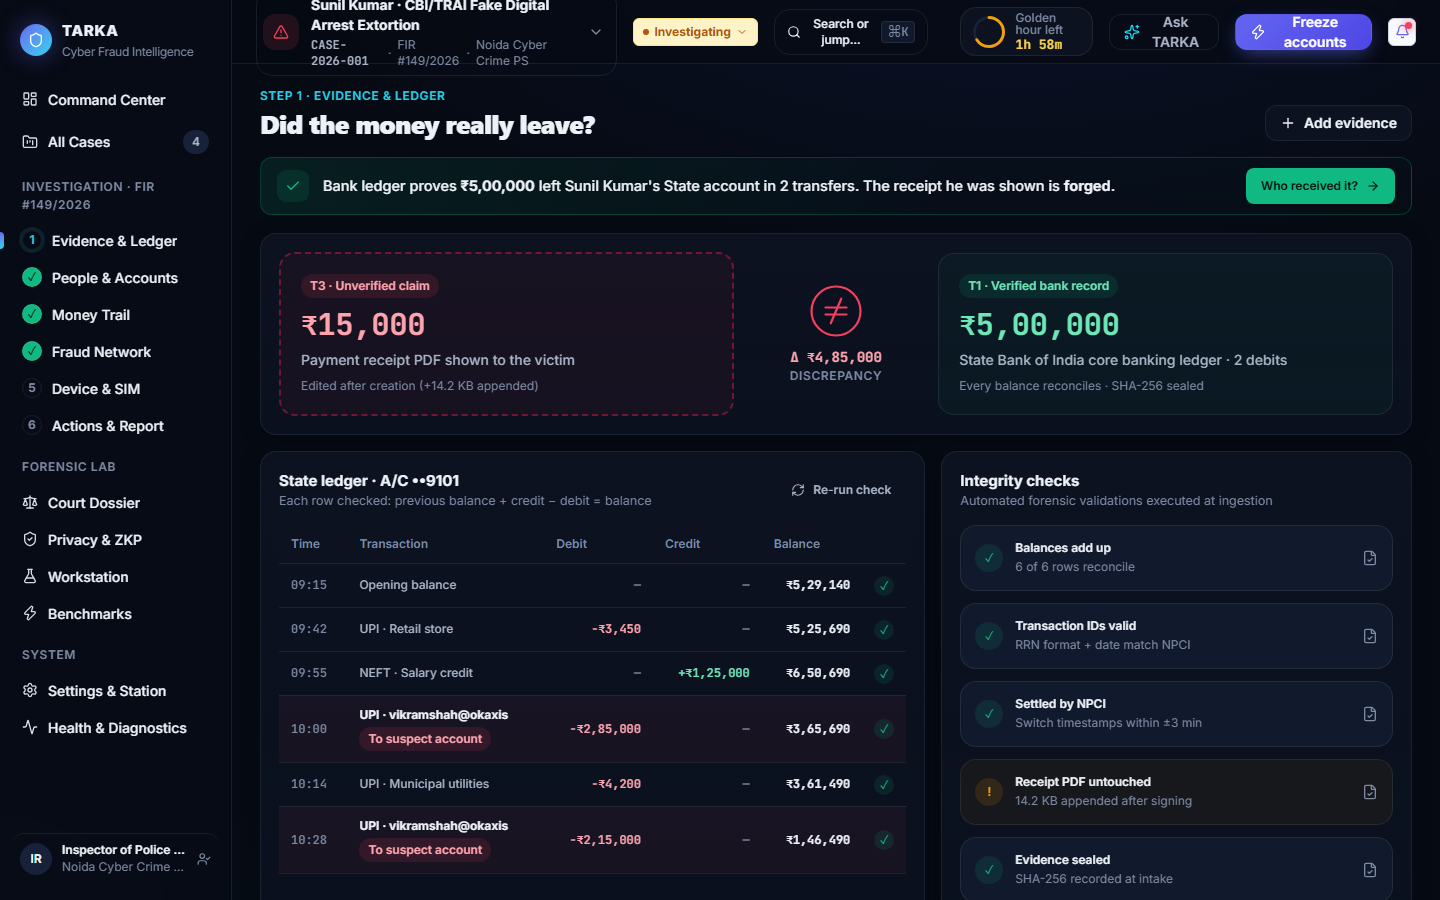 TARKA
Cyber Fraud Intelligence
Command Center
All Cases
4
INVESTIGATION · FIR
#149/2026
1
Evidence & Ledger
People & Accounts
Money Trail
Fraud Network
5
Device & SIM
6
Actions & Report
FORENSIC LAB
Court Dossier
Privacy & ZKP
Workstation
Benchmarks
SYSTEM
Settings & Station
Health & Diagnostics
IR
Inspector of Police ...
Noida Cyber Crime ...
Sunil Kumar · CBI/TRAI Fake Digital
Arrest Extortion
CASE-
2026-001
·
FIR
#149/2026
·
Noida Cyber
Crime PS
Investigating
Search or
jump...
⌘K
Golden
hour left
1h 58m
Ask
TARKA
Freeze
accounts
STEP 1 · EVIDENCE & LEDGER
Did the money really leave?
Add evidence
Bank ledger proves ₹5,00,000 left Sunil Kumar's State account in 2 transfers. The receipt he was shown is forged.
Who received it?
T3 · Unverified claim
₹15,000
Payment receipt PDF shown to the victim
Edited after creation (+14.2 KB appended)
≠
Δ ₹4,85,000
DISCREPANCY
T1 · Verified bank record
₹5,00,000
State Bank of India core banking ledger · 2 debits
Every balance reconciles · SHA-256 sealed
State ledger · A/C ••9101
Each row checked: previous balance + credit − debit = balance
Re-run check
Time Transaction Debit Credit Balance
09:15 Opening balance — — ₹5,29,140
09:42 UPI · Retail store -₹3,450 — ₹5,25,690
09:55 NEFT · Salary credit — +₹1,25,000 ₹6,50,690
10:00 UPI · vikramshah@okaxis -₹2,85,000 — ₹3,65,690
To suspect account
10:14 UPI · Municipal utilities -₹4,200 — ₹3,61,490
10:28 UPI · vikramshah@okaxis -₹2,15,000 — ₹1,46,490
To suspect account
Integrity checks
Automated forensic validations executed at ingestion
Balances add up
6 of 6 rows reconcile
Transaction IDs valid
RRN format + date match NPCI
Settled by NPCI
Switch timestamps within ±3 min
!
Receipt PDF untouched
14.2 KB appended after signing
Evidence sealed
SHA-256 recorded at intake